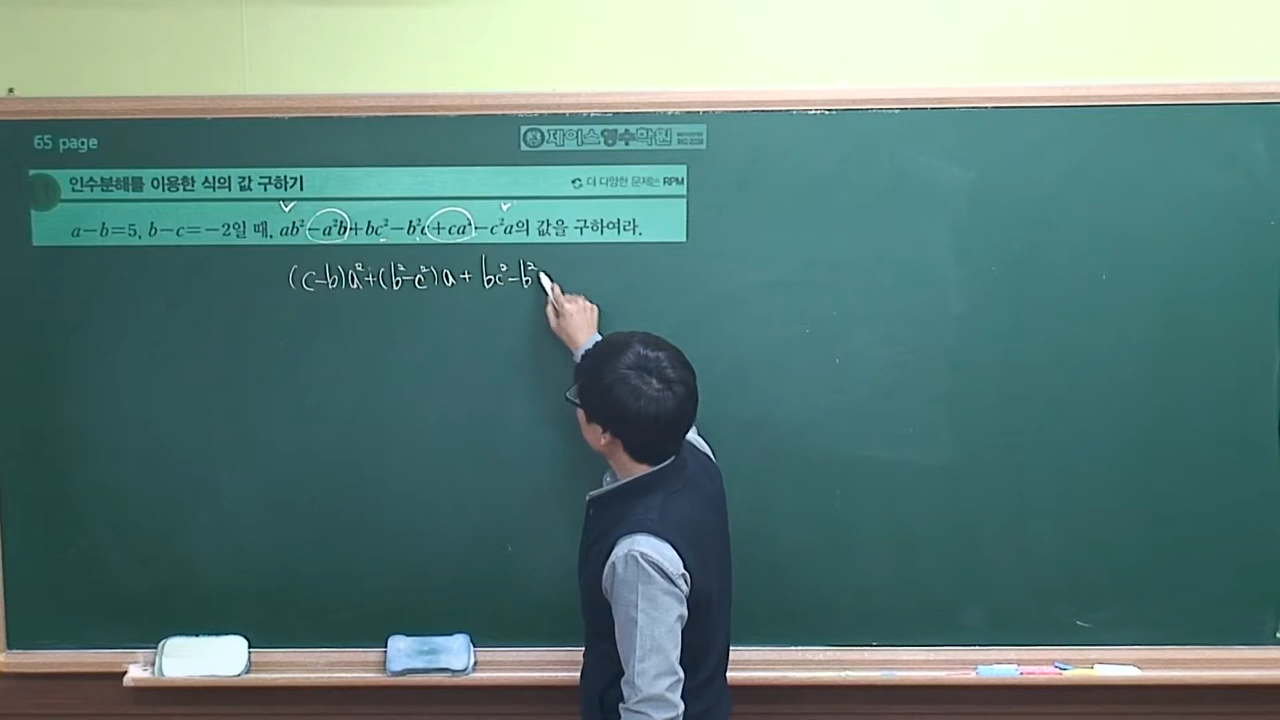 65 page
제이스영수학원
인수분해를 이용한 식의 값 구하기
더 다양한 문제는 RPM
a-b=5, b-c=-2일 때, ab²-a²b+bc²-b²c+ca²-c²a의 값을 구하여라.
(c-b)a²+(b²-c²)a+bc²-b²